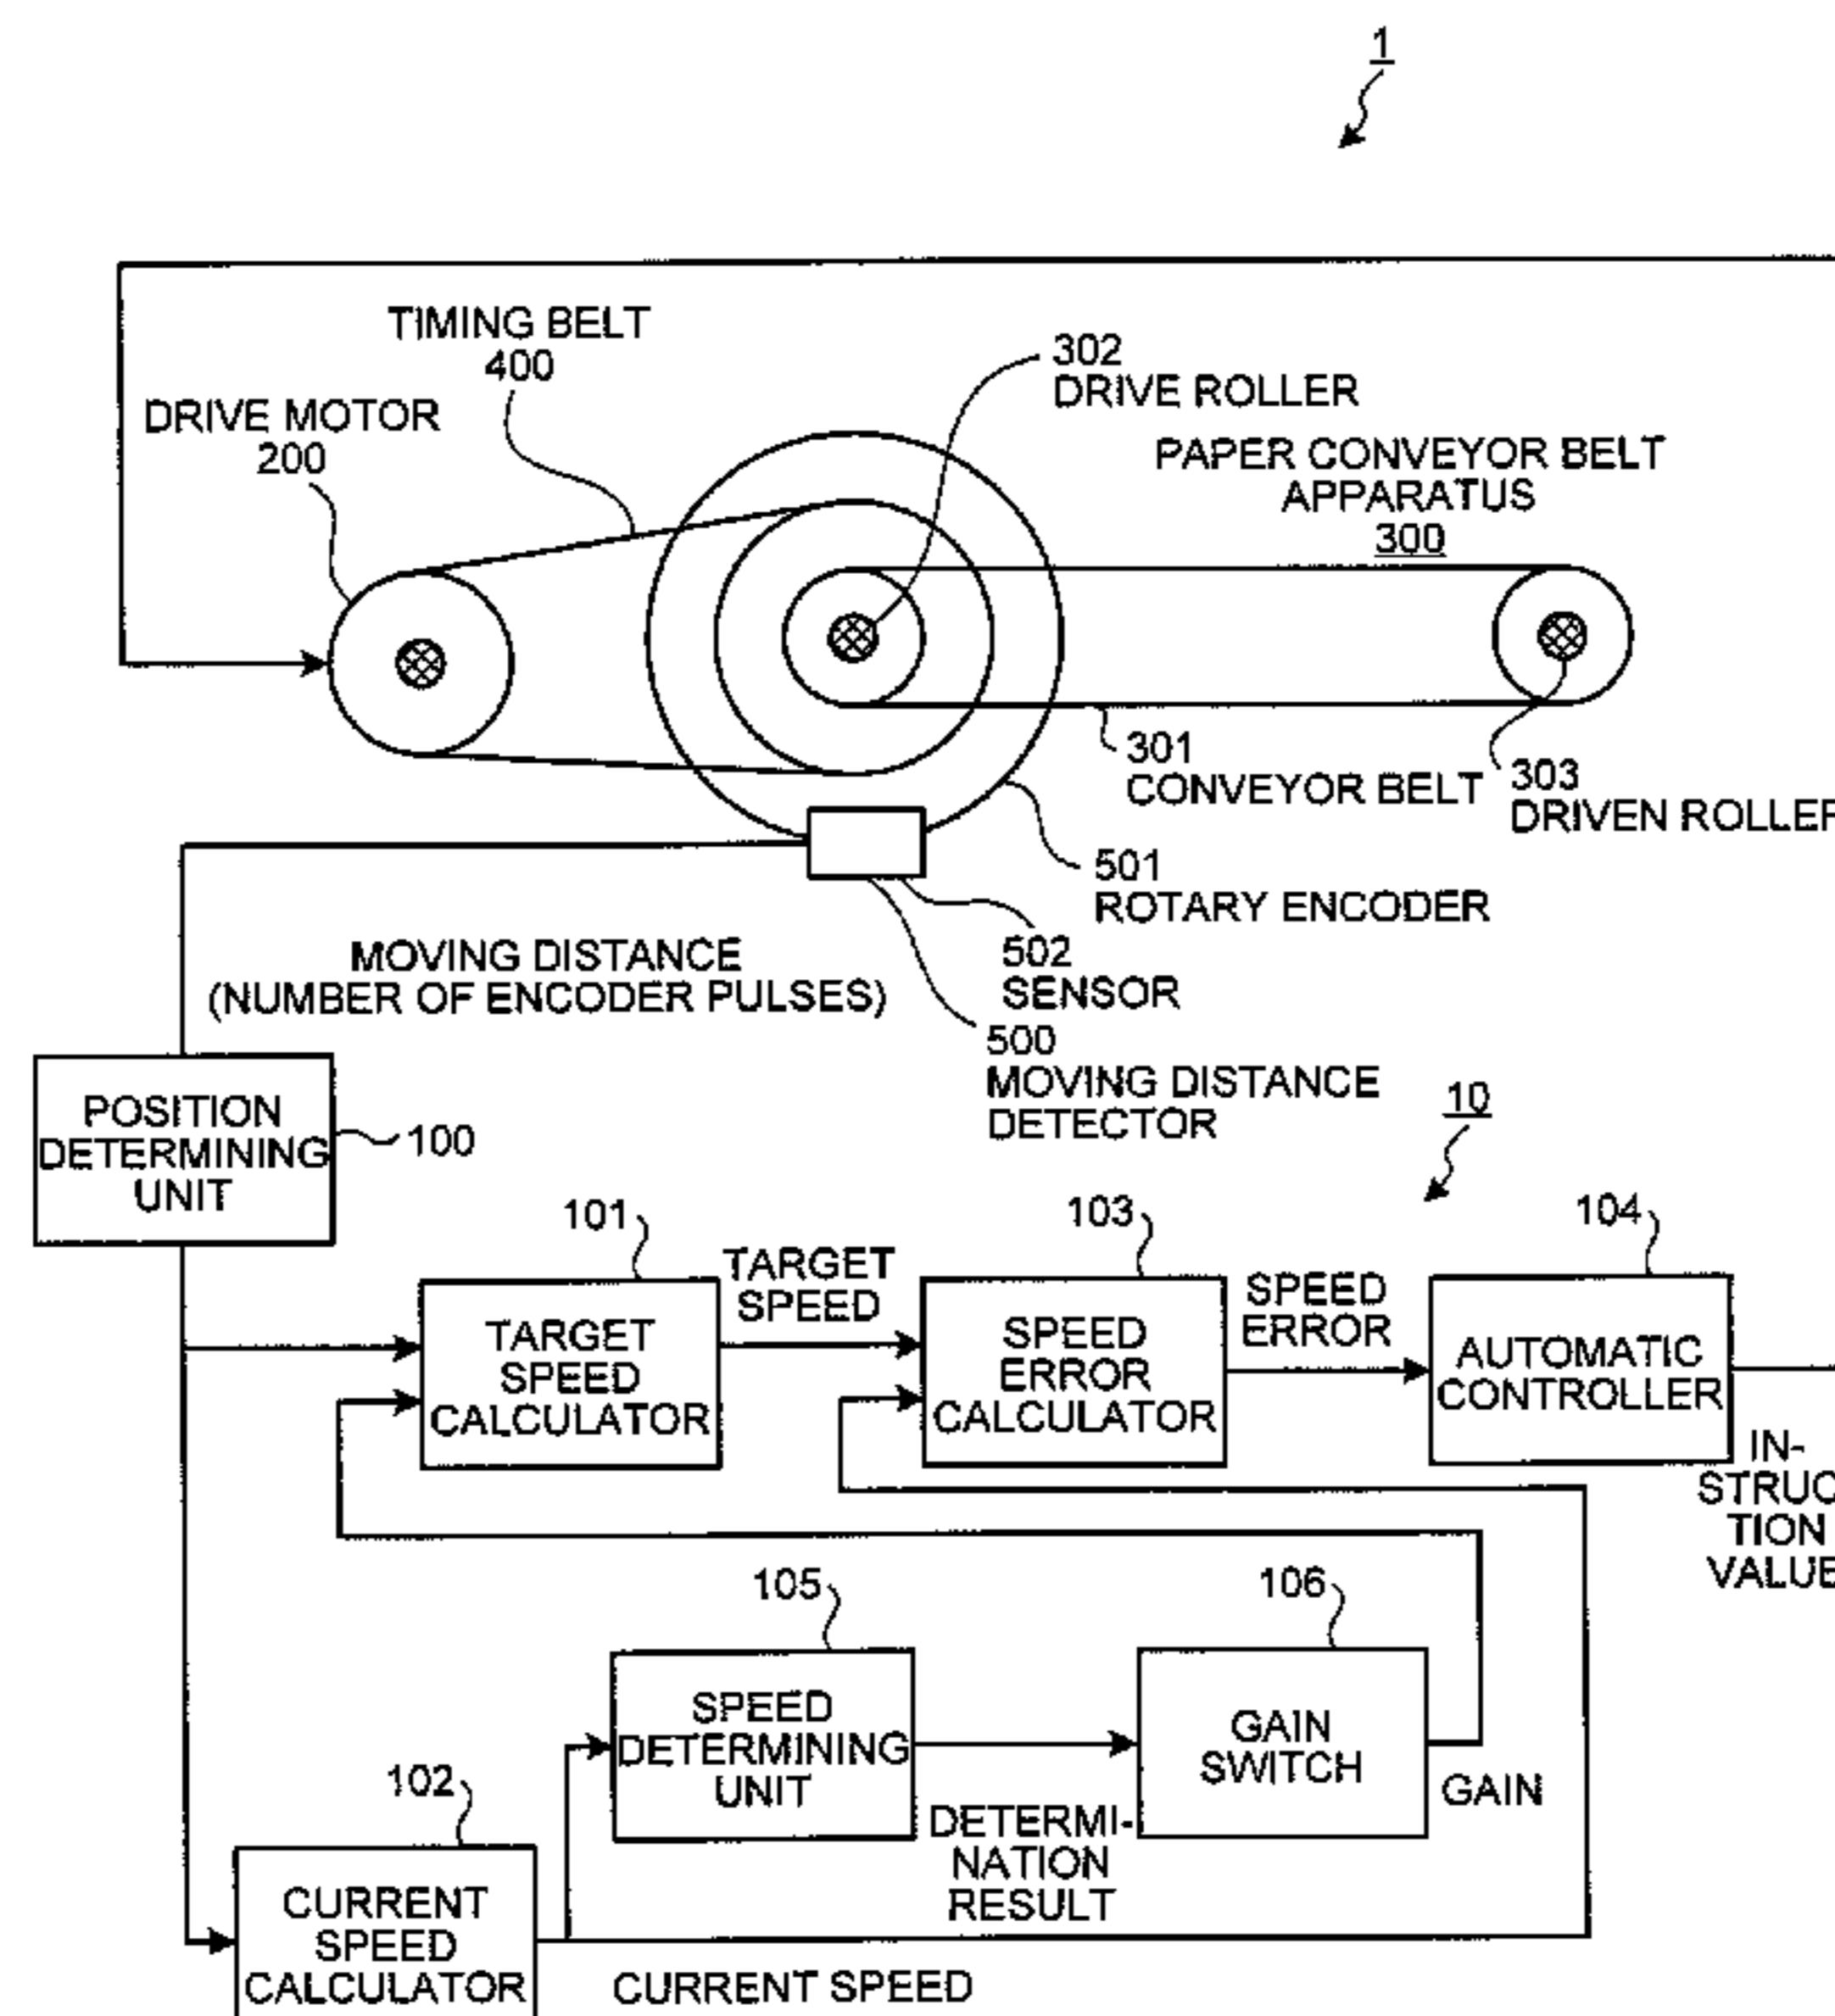 1
TIMING BELT
400
302
DRIVE ROLLER
DRIVE MOTOR
200
PAPER CONVEYOR BELT
APPARATUS
300
301
CONVEYOR BELT
303
DRIVEN ROLLER
501
ROTARY ENCODER
502
SENSOR
500
MOVING DISTANCE
DETECTOR
MOVING DISTANCE
(NUMBER OF ENCODER PULSES)
POSITION
DETERMINING
UNIT
100
10
101
TARGET
SPEED
CALCULATOR
TARGET
SPEED
103
SPEED
ERROR
CALCULATOR
SPEED
ERROR
104
AUTOMATIC
CONTROLLER
IN-
STRUC
TION
VALUE
105
SPEED
DETERMINING
UNIT
DETERMI-
NATION
RESULT
106
GAIN
SWITCH
GAIN
102
CURRENT
SPEED
CALCULATOR
CURRENT SPEED